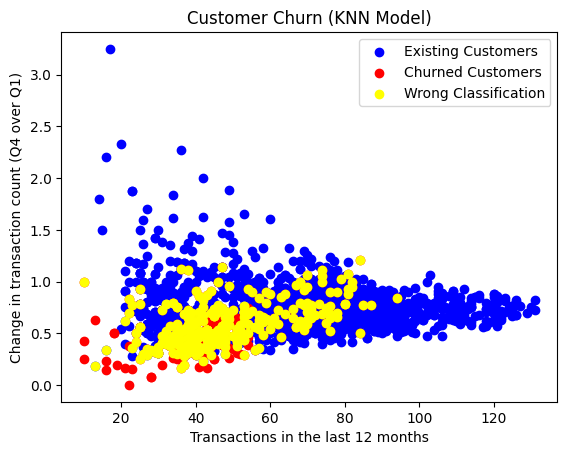 Customer Churn (KNN Model)
Existing Customers
Churned Customers
Wrong Classification
Change in transaction count (Q4 over Q1)
3.0
2.5
2.0
1.5
1.0
0.5
0.0
20 40 60 80 100 120
Transactions in the last 12 months